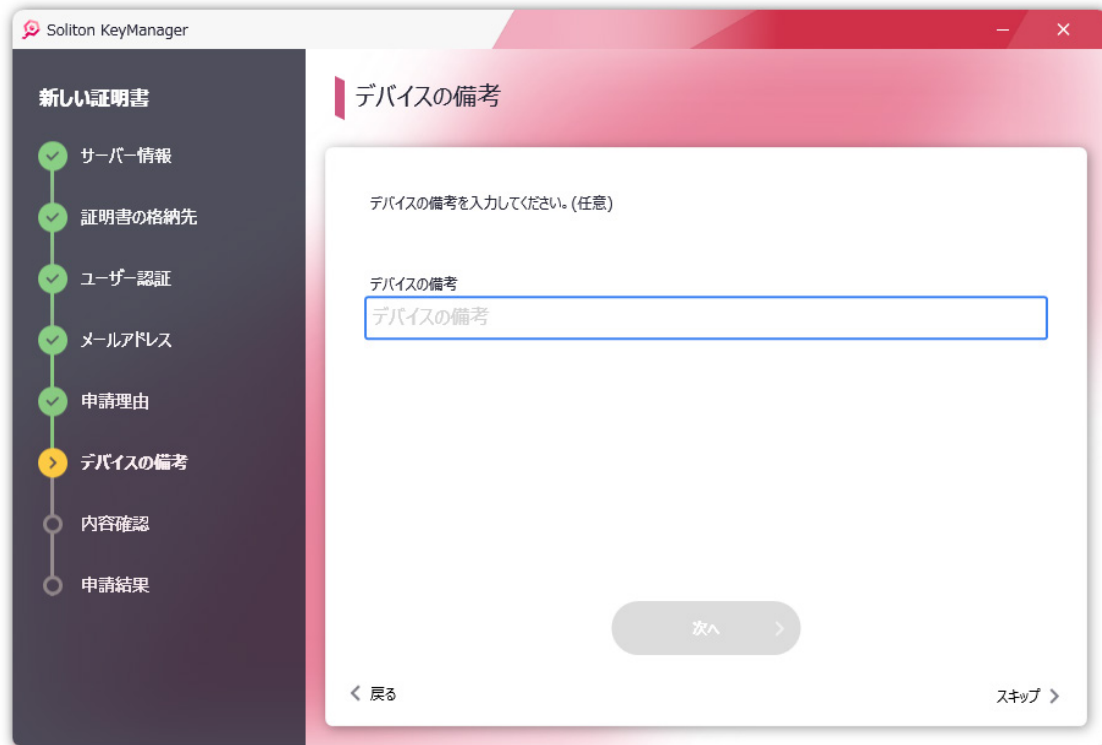 Soliton KeyManager
新しい証明書
サーバー情報
証明書の格納先
ユーザー認証
メールアドレス
申請理由
デバイスの備考
内容確認
申請結果
デバイスの備考
デバイスの備考を入力してください。(任意)
デバイスの備考
デバイスの備考
次へ
戻る
スキップ